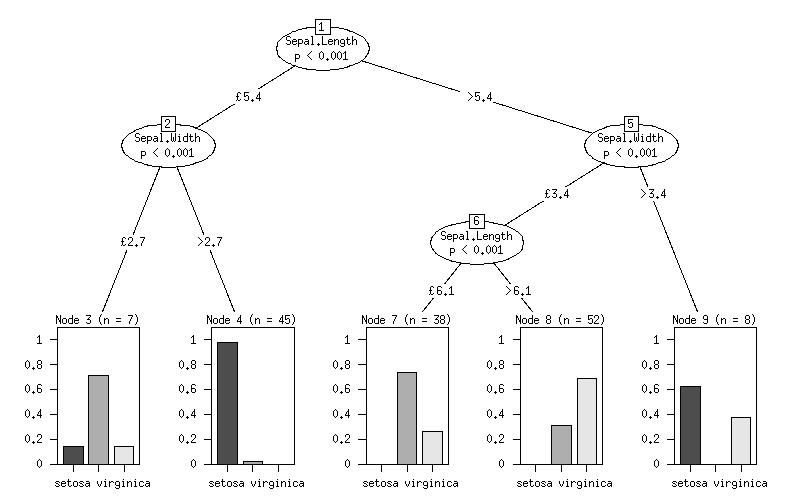 1
Sepal.Length
p < 0.001
£5.4
>5.4
2
Sepal.Width
p < 0.001
5
Sepal.Width
p < 0.001
£3.4
>3.4
6
Sepal.Length
p < 0.001
£2.7
>2.7
£6.1
>6.1
Node 3 (n = 7)
1
0.8
0.6
0.4
0.2
0
setosa virginica
Node 4 (n = 45)
1
0.8
0.6
0.4
0.2
0
setosa virginica
Node 7 (n = 38)
1
0.8
0.6
0.4
0.2
0
setosa virginica
Node 8 (n = 52)
1
0.8
0.6
0.4
0.2
0
setosa virginica
Node 9 (n = 8)
1
0.8
0.6
0.4
0.2
0
setosa virginica